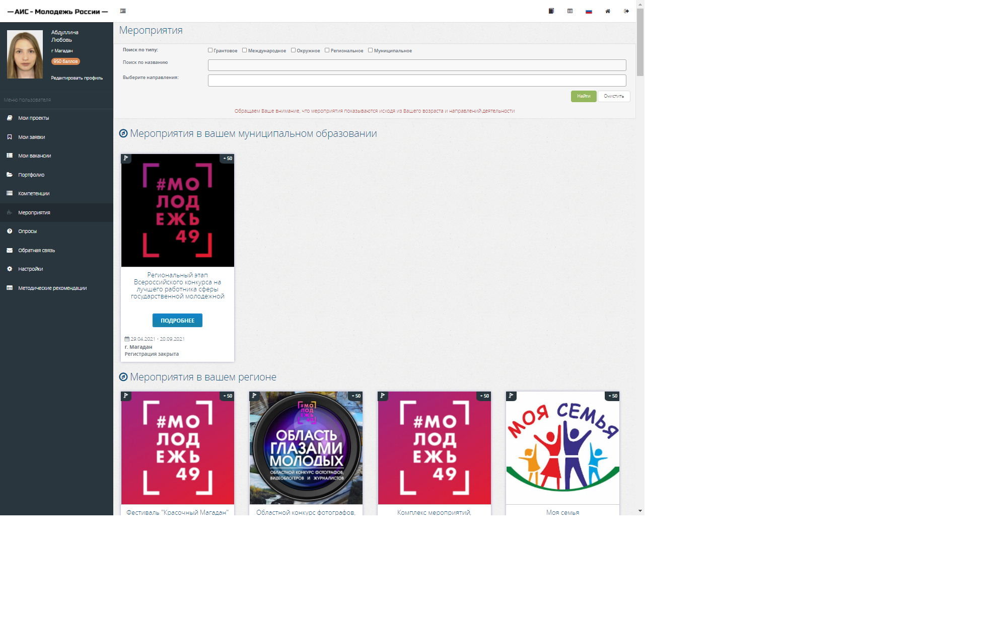 — АИС - Молодежь России —
Абдуллина
Любовь
г Магадан
950 баллов
Редактировать профиль
Меню пользователя
Мои проекты
Мои заявки
Мои вакансии
Портфолио
Компетенции
Мероприятия
Опросы
Обратная связь
Настройки
Методические рекомендации
Мероприятия
Поиск по типу:
Грантовое Международное Окружное Региональное Муниципальное
Поиск по названию
Выберите направления:
Найти Очистить
Обращаем Ваше внимание, что мероприятия показываются исходя из Вашего возраста и направлений деятельности
Мероприятия в вашем муниципальном образовании
Р + 50
#МО
ЛОД
ЕЖЬ
49
Региональный этап
Всероссийского конкурса на
лучшего работника сферы
государственной молодежной
ПОДРОБНЕЕ
29.04.2021 - 20.09.2021
г. Магадан
Регистрация закрыта
Мероприятия в вашем регионе
Р + 50
#МО
ЛОД
ЕЖЬ
49
Фестиваль "Красочный Магадан"
Р + 50
#МО
ЛОД
ЕЖЬ
49
ОБЛАСТЬ
ГЛАЗАМИ
МОЛОДЫХ
ОБЛАСТНОЙ КОНКУРС ФОТОГРАФОВ,
ВИДЕОБЛОГЕРОВ И ЖУРНАЛИСТОВ
Областной конкурс фотографов,
Р + 50
#МО
ЛОД
ЕЖЬ
49
Комплекс мероприятий,
Р + 50
МОЯ СЕМЬЯ
Моя семья